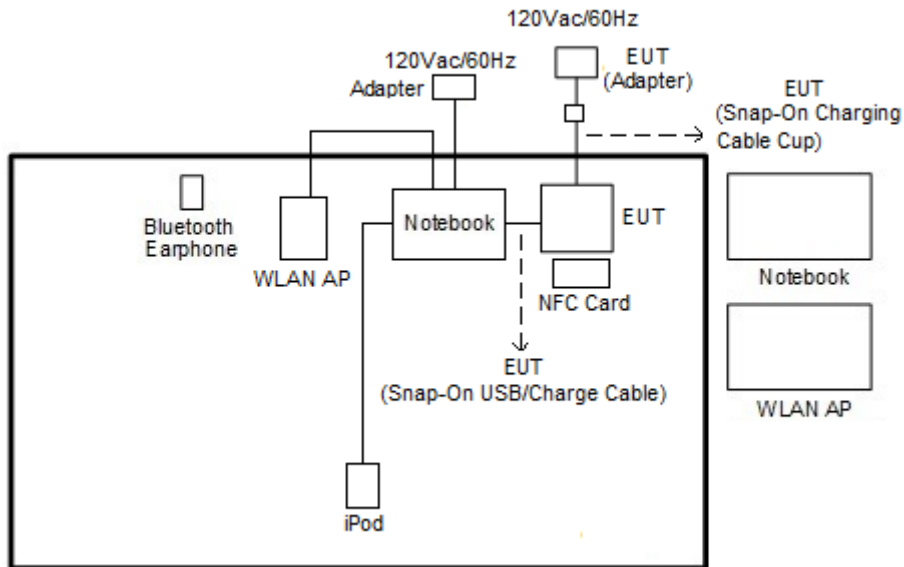 120Vac/60Hz
EUT
(Adapter)
120Vac/60Hz
Adapter
EUT
(Snap-On Charging
Cable Cup)
Bluetooth
Earphone
WLAN AP
Notebook
EUT
NFC Card
Notebook
EUT
(Snap-On USB/Charge Cable)
WLAN AP
iPod